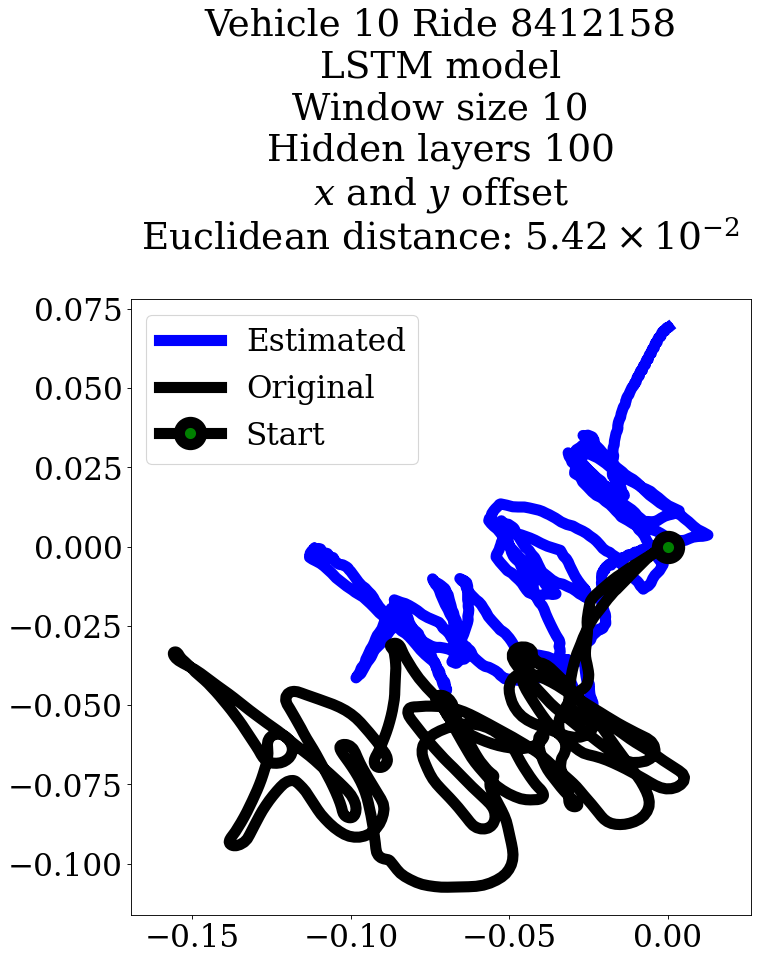 Vehicle 10 Ride 8412158
LSTM model
Window size 10
Hidden layers 100
x and y offset
Euclidean distance: 5.42 × 10⁻²
0.075
0.050
0.025
0.000
−0.025
−0.050
−0.075
−0.100
Estimated
Original
Start
−0.15 −0.10 −0.05 0.00